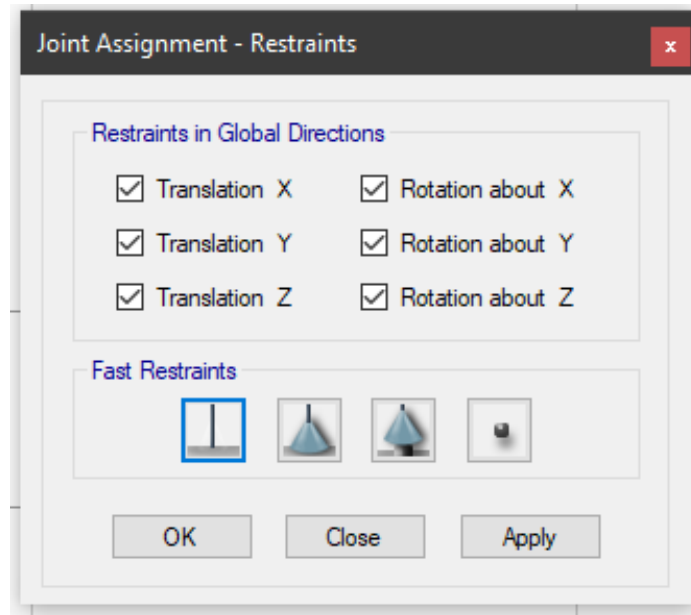 Joint Assignment - Restraints
x
Restraints in Global Directions
Translation X
Rotation about X
Translation Y
Rotation about Y
Translation Z
Rotation about Z
Fast Restraints
OK
Close
Apply